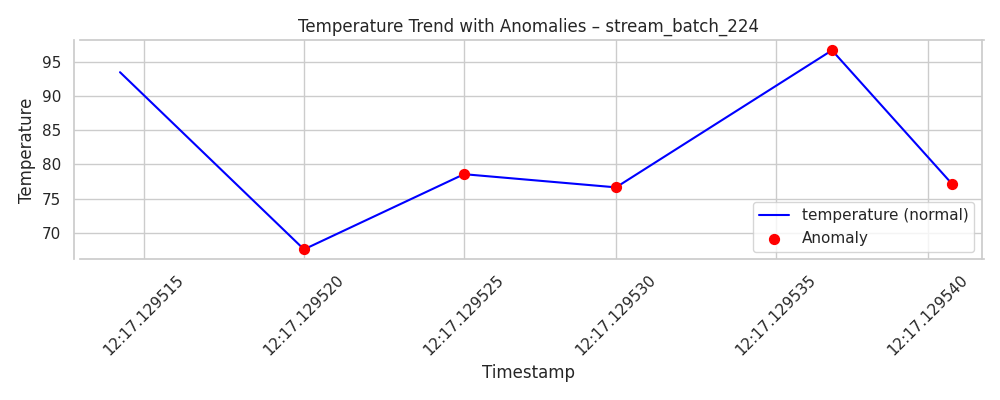 Temperature Trend with Anomalies – stream_batch_224
Temperature
95
90
85
80
75
70
temperature (normal)
Anomaly
12:17.129515
12:17.129520
12:17.129525
12:17.129530
12:17.129535
12:17.129540
Timestamp